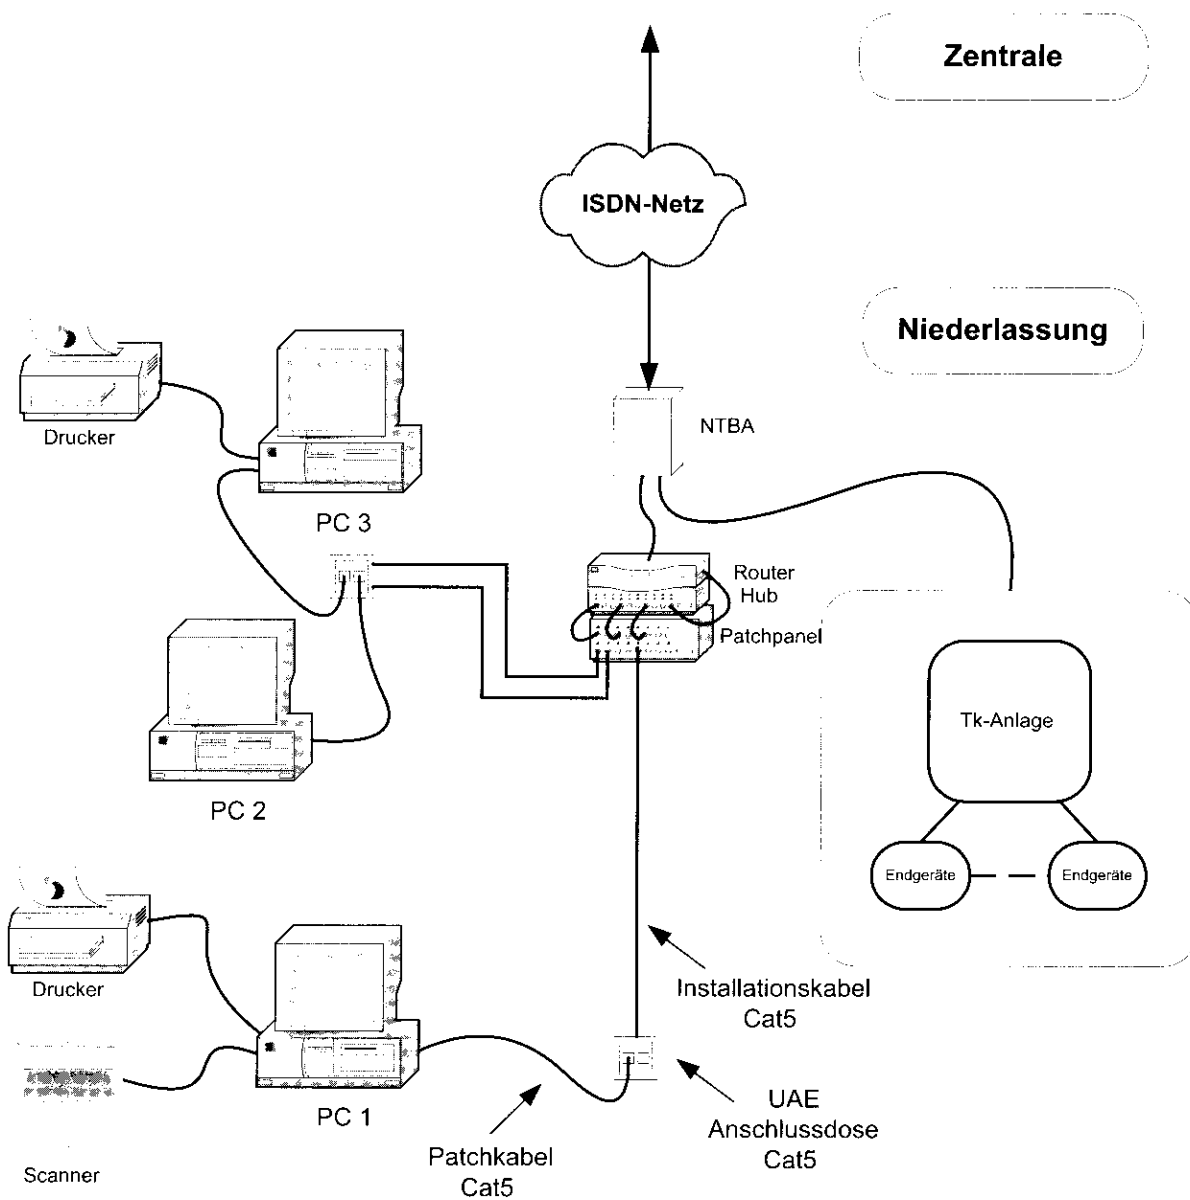 Zentrale
ISDN-Netz
Niederlassung
NTBA
Drucker
PC 3
Router
Hub
Patchpanel
PC 2
Tk-Anlage
Endgeräte
Endgeräte
Drucker
PC 1
Scanner
Installationskabel
Cat5
UAE
Anschlussdose
Cat5
Patchkabel
Cat5